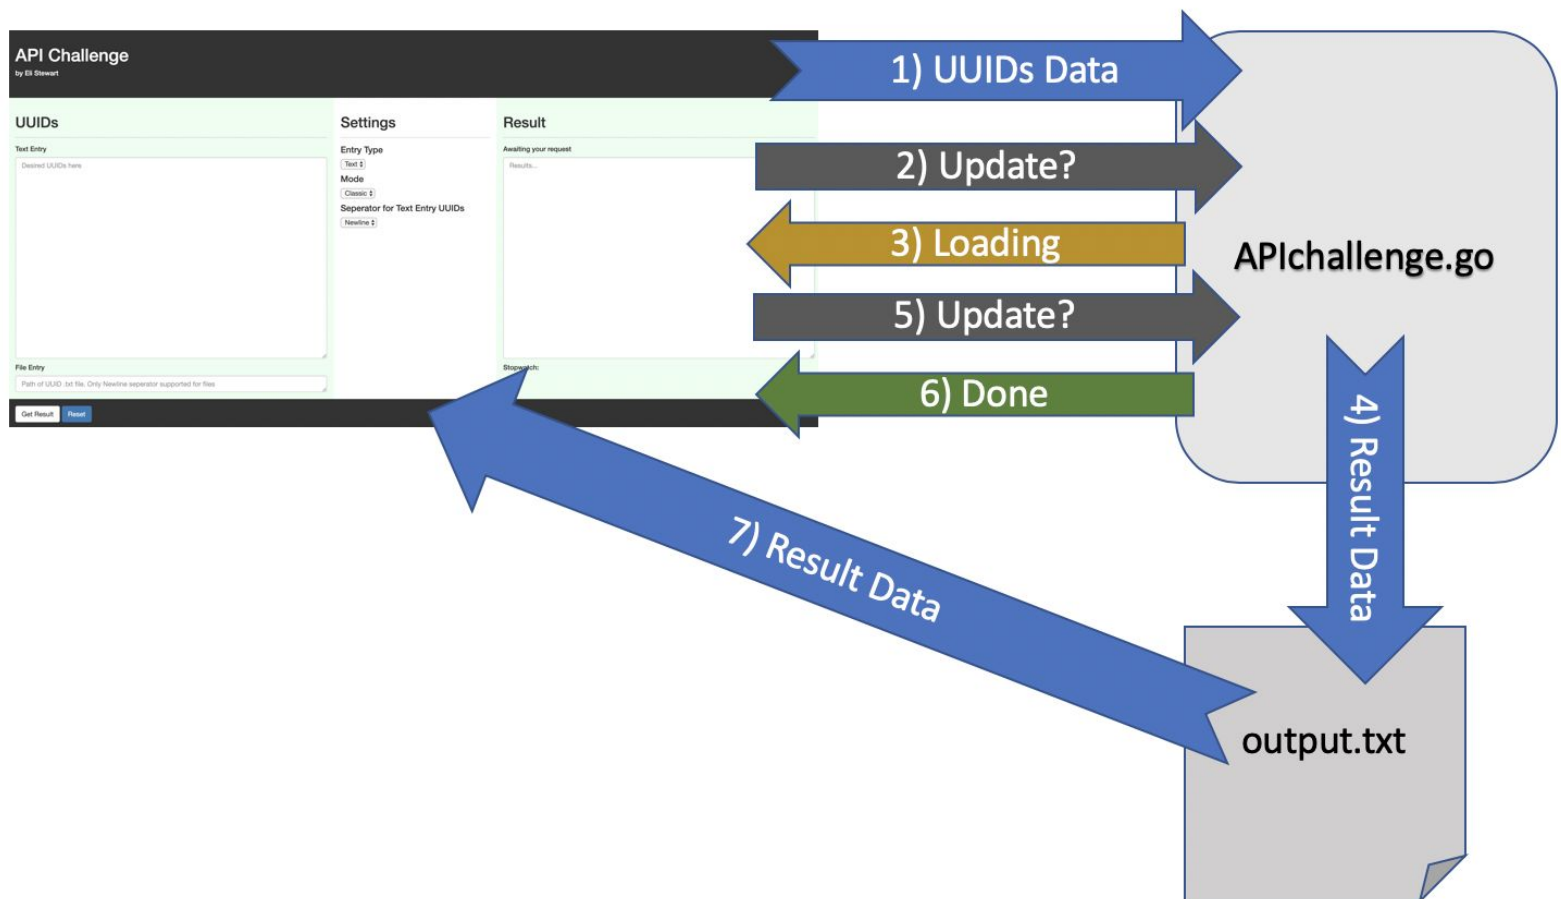 API Challenge
by Eli Stewart
UUIDs
Text Entry
Desired UUIDs here
File Entry
Path of UUID .txt file. Only Newline seperator supported for files
Get Result
Reset
Settings
Entry Type
Text
Mode
Classic
Seperator for Text Entry UUIDs
Newline
Result
Awaiting your request
Results...
Stopwatch:
1) UUIDs Data
2) Update?
3) Loading
5) Update?
6) Done
APIchallenge.go
4) Result Data
7) Result Data
output.txt